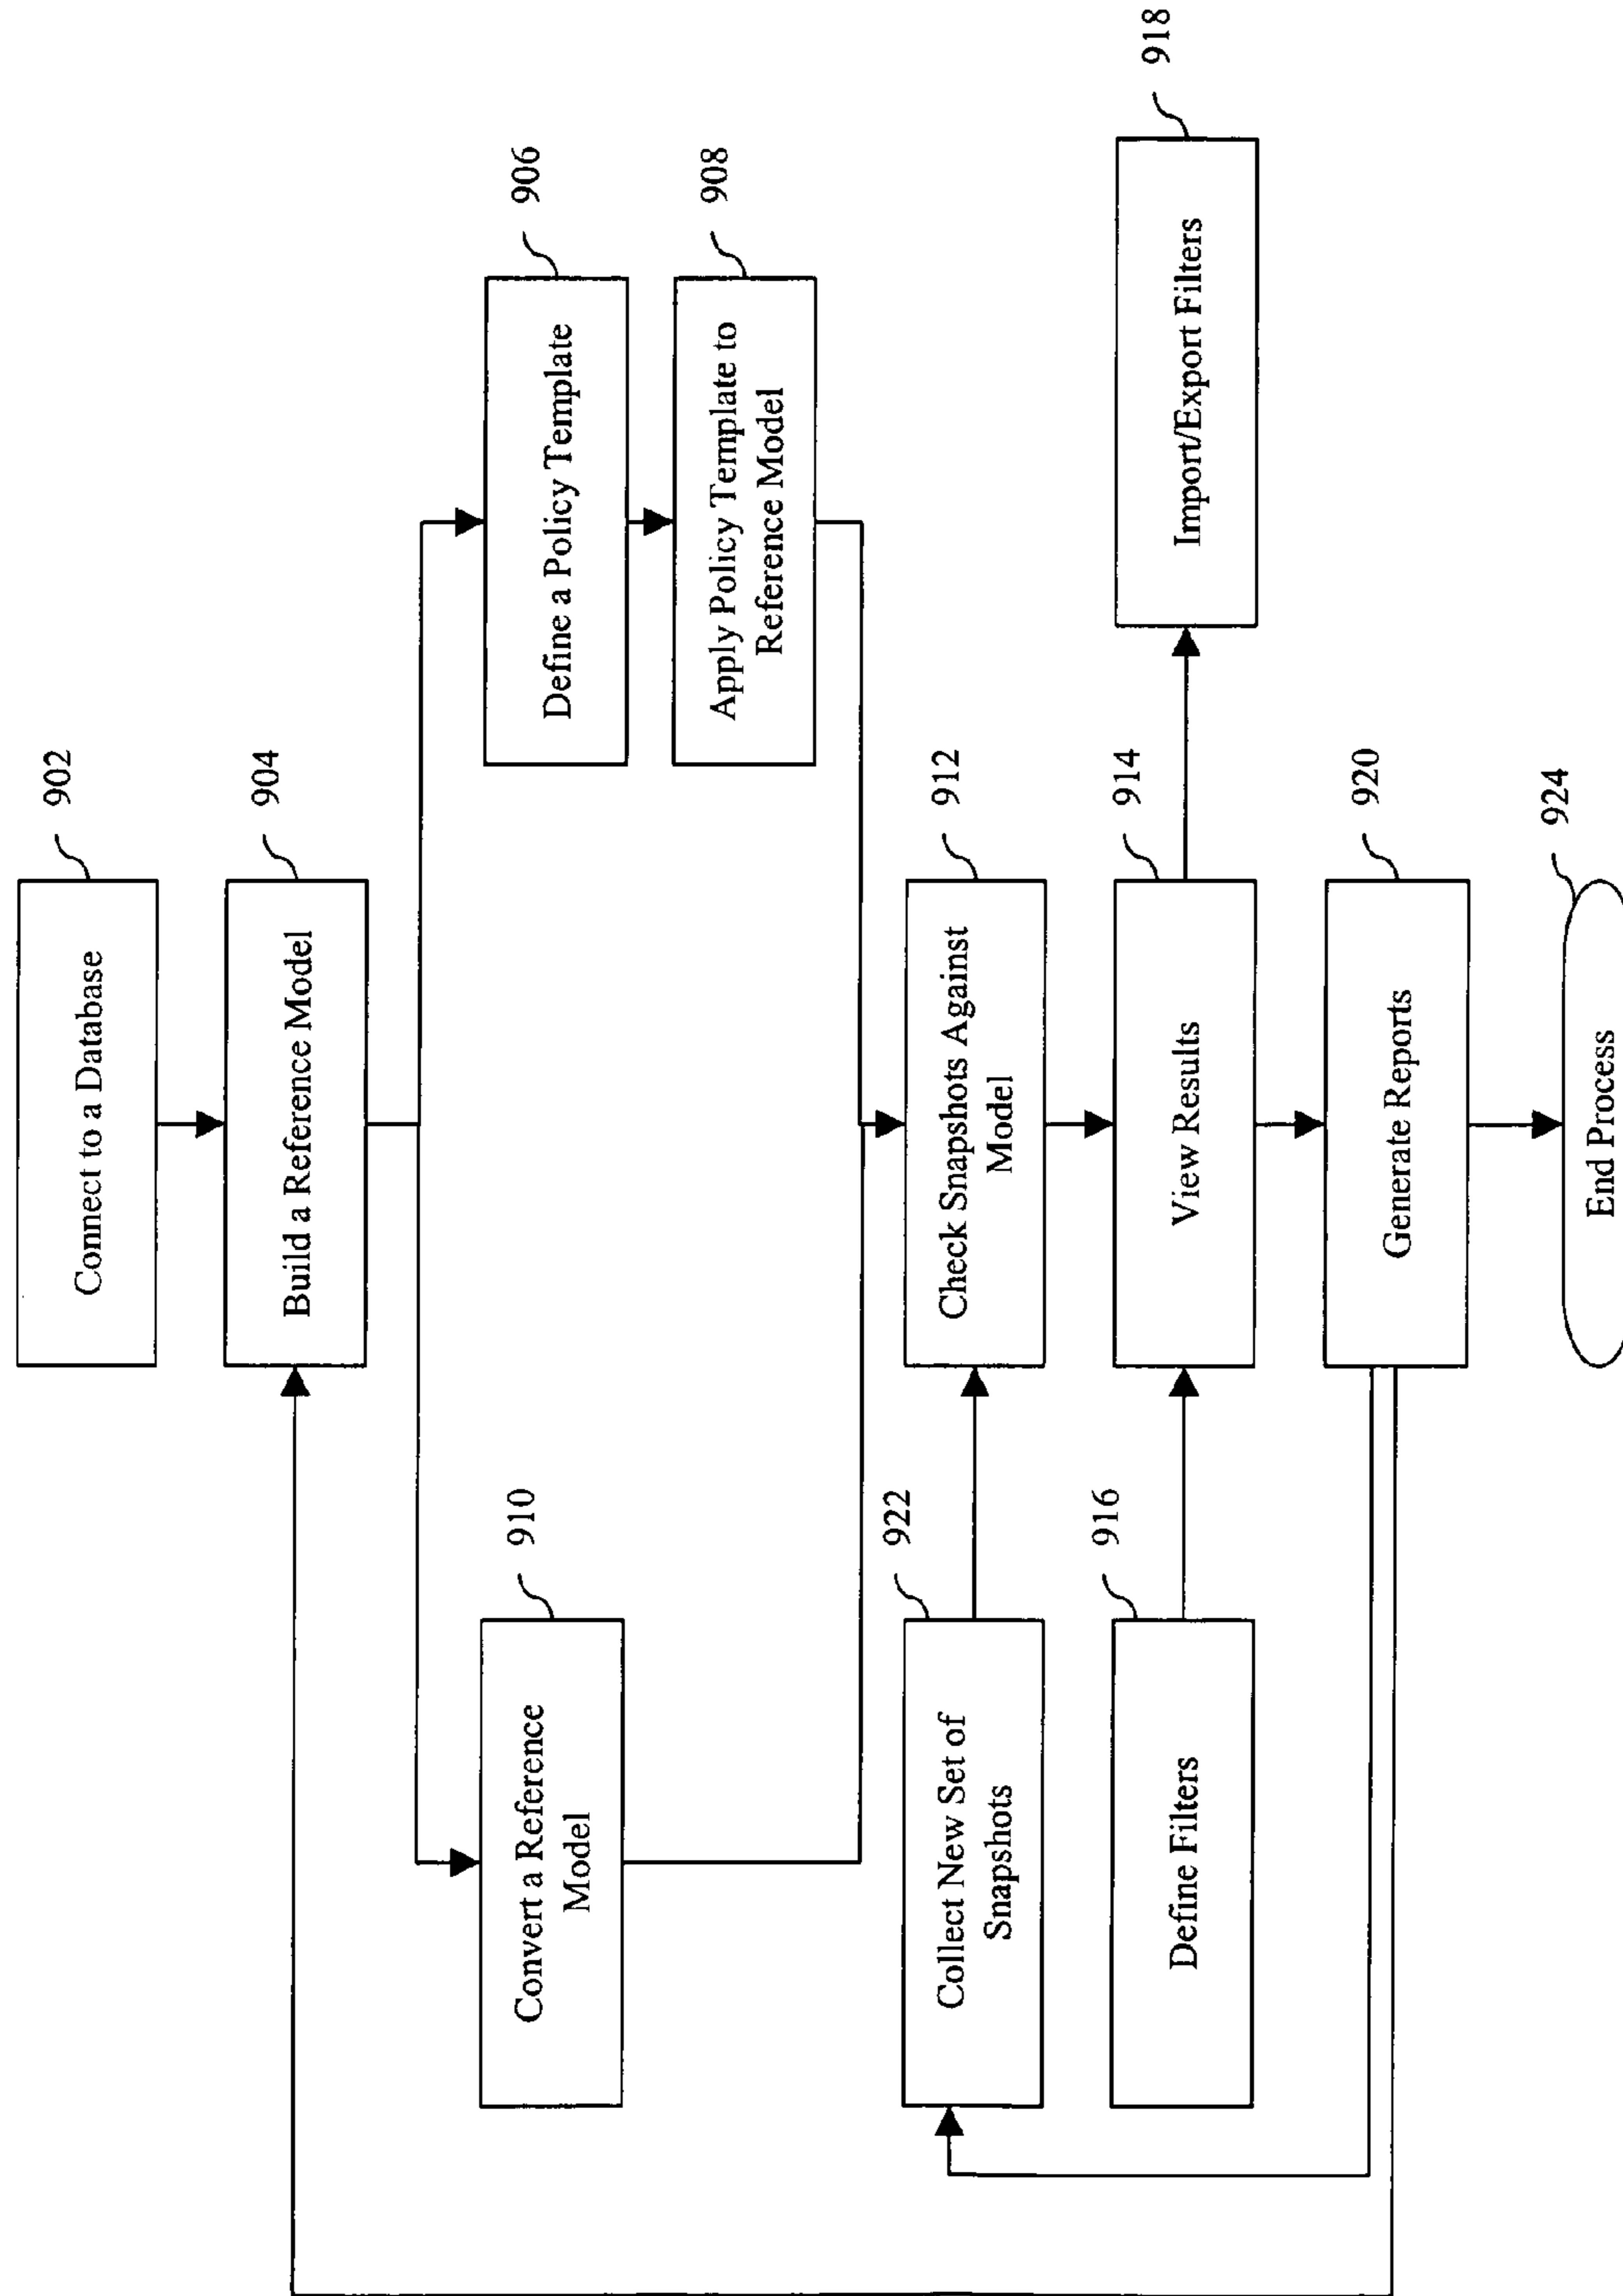 902
Connect to a Database
904
Build a Reference Model
906
Define a Policy Template
908
Apply Policy Template to
Reference Model
910
Convert a Reference
Model
912
Check Snapshots Against
Model
922
Collect New Set of
Snapshots
914
View Results
916
Define Filters
918
Import/Export Filters
920
Generate Reports
924
End Process